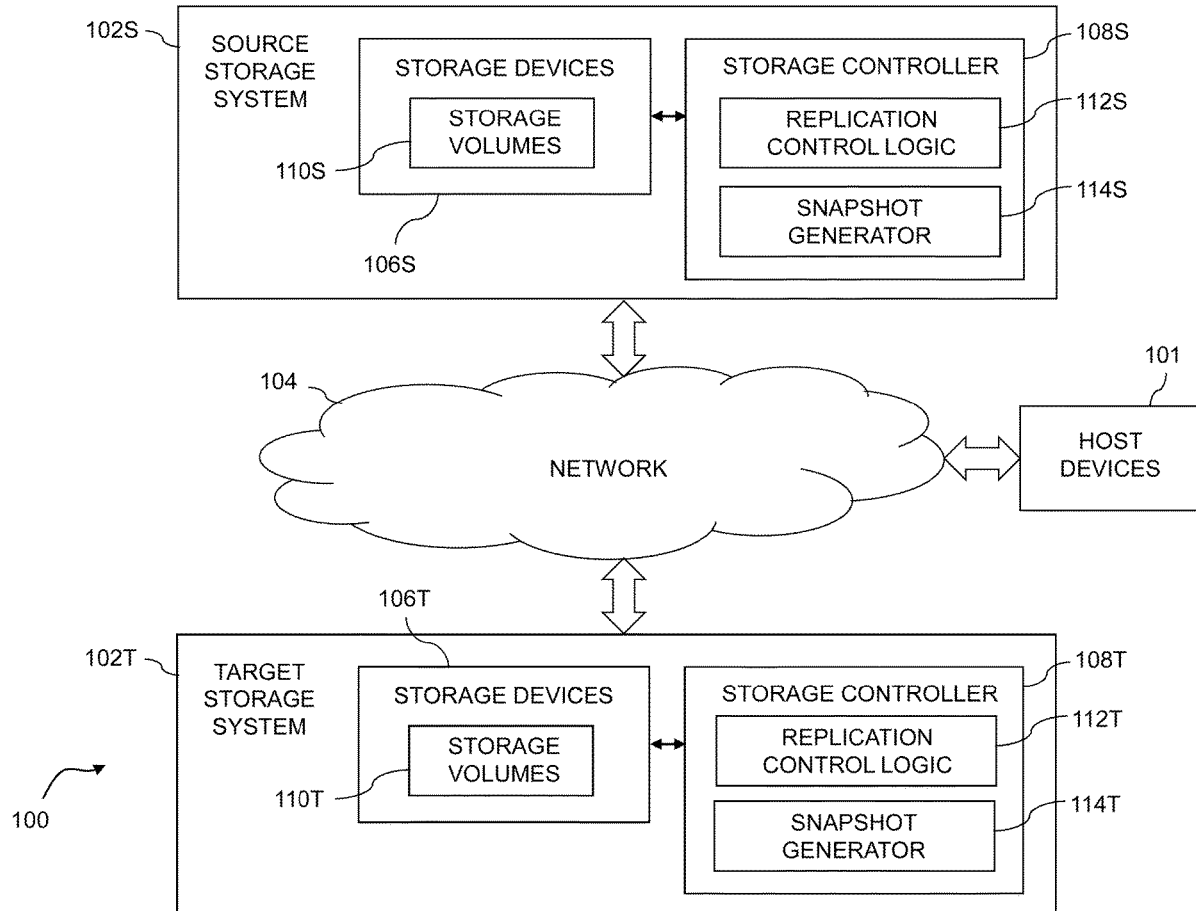 102S
SOURCE
STORAGE
SYSTEM
STORAGE DEVICES
STORAGE
VOLUMES
110S
106S
STORAGE CONTROLLER
108S
REPLICATION
CONTROL LOGIC
112S
SNAPSHOT
GENERATOR
114S
104
NETWORK
101
HOST
DEVICES
106T
102T
TARGET
STORAGE
SYSTEM
STORAGE DEVICES
STORAGE
VOLUMES
110T
STORAGE CONTROLLER
108T
REPLICATION
CONTROL LOGIC
112T
SNAPSHOT
GENERATOR
114T
100